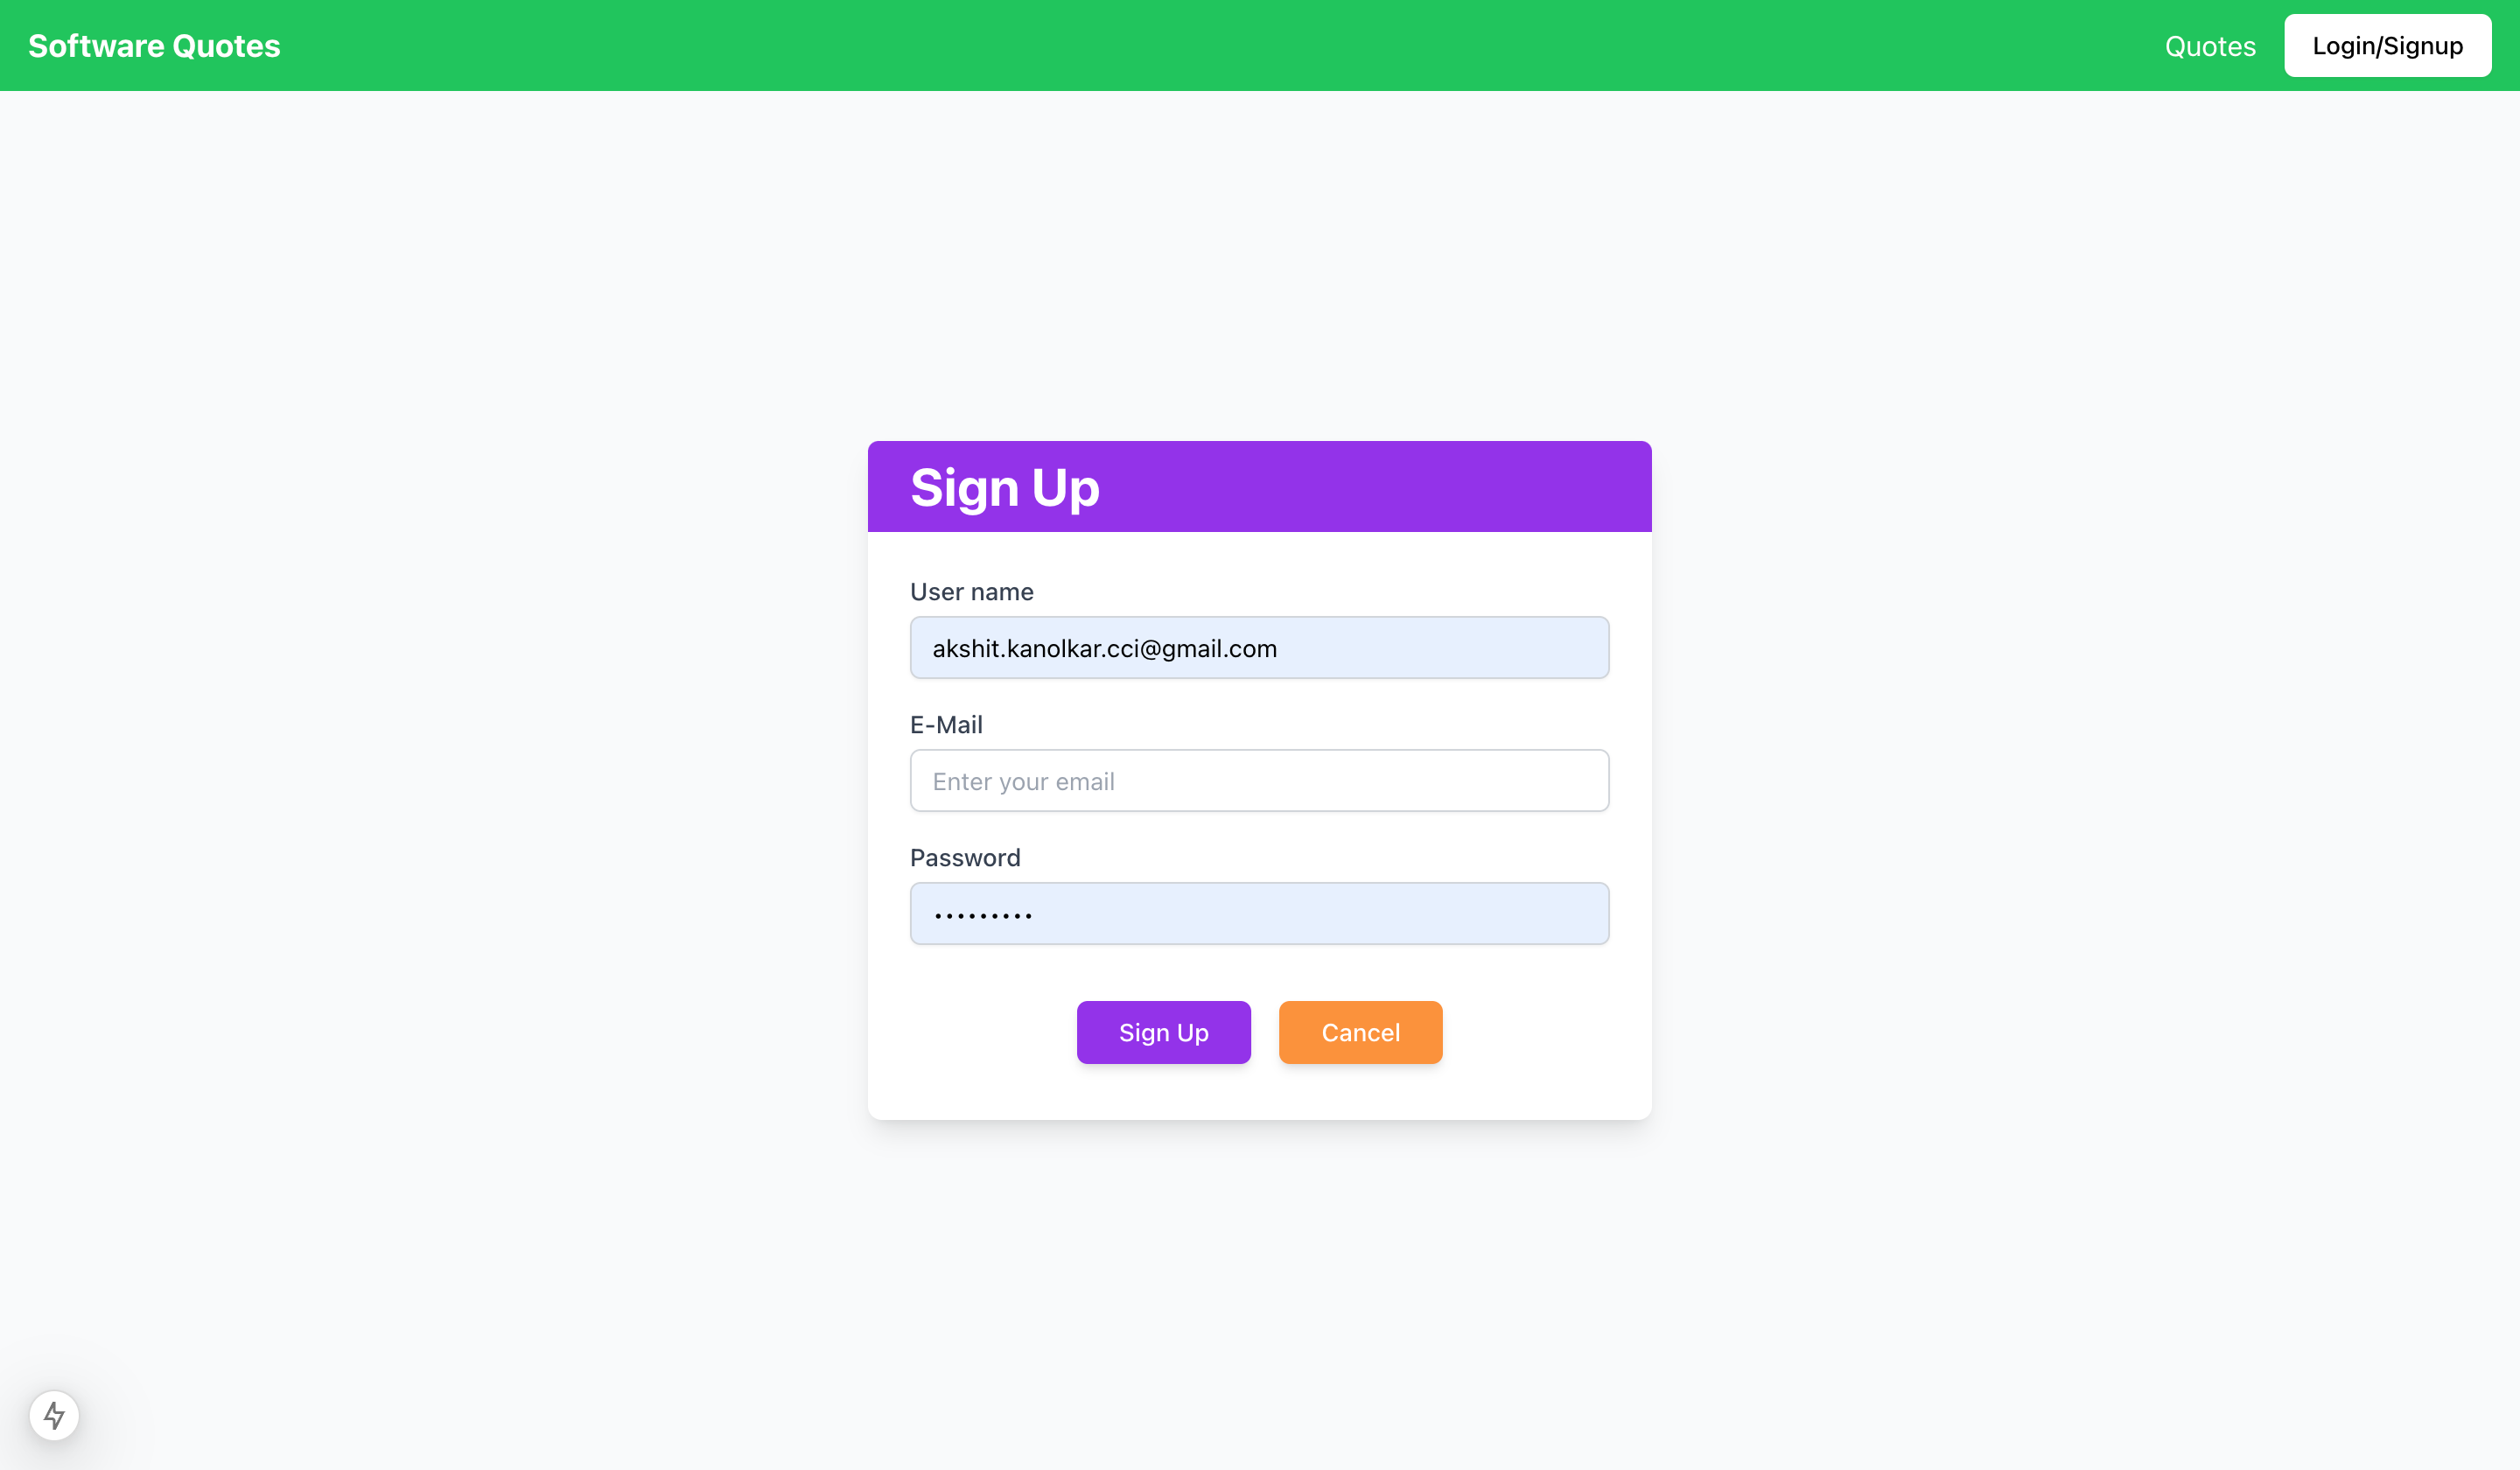 Software Quotes
Quotes
Login/Signup
Sign Up
User name
akshit.kanolkar.cci@gmail.com
E-Mail
Enter your email
Password
•••••••••
Sign Up
Cancel